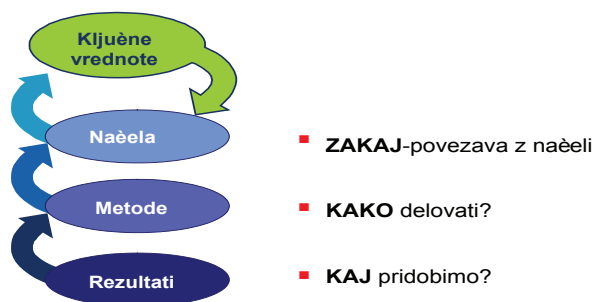 Kljuène
vrednote
Naèela
ZAKAJ-povezava z naèeli
Metode
KAKO delovati?
Rezultati
KAJ pridobimo?